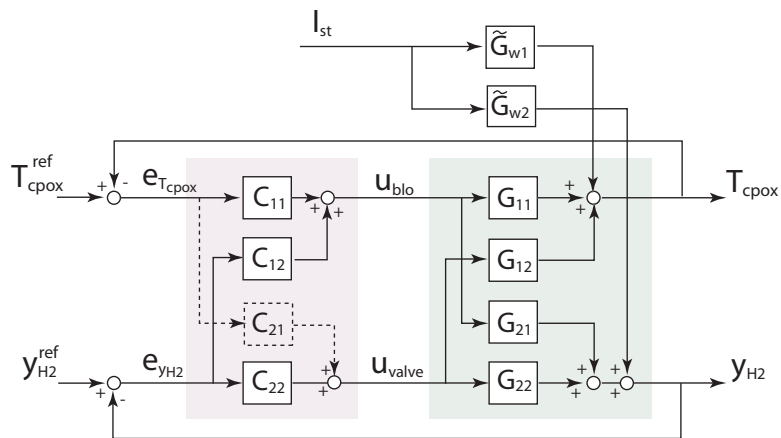 I_st
G̃_w1
G̃_w2
T_cpox^ref + - e_Tcpox C_11 + + u_blo G_11 + + T_cpox
C_12 G_12
C_21 G_21
y_H2^ref + - e_yH2 C_22 + + u_valve G_22 + + + + y_H2